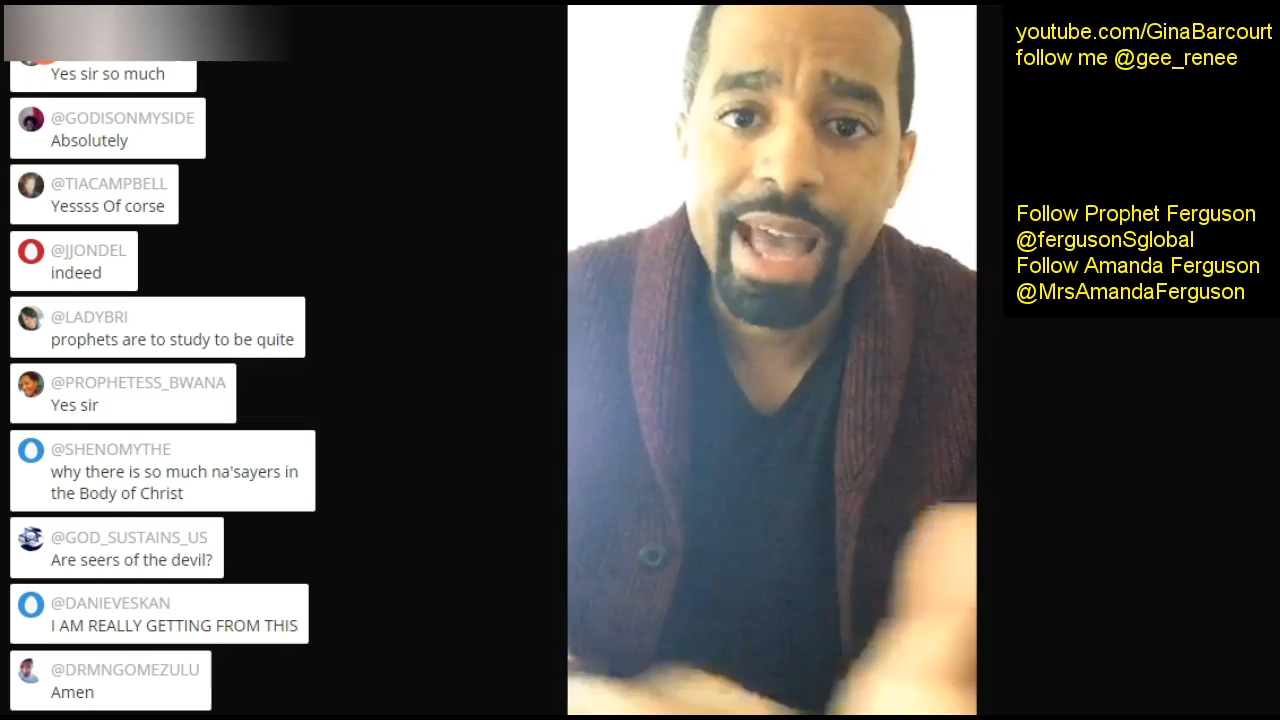 Yes sir so much
@GODISONMYSIDE
Absolutely
@TIACAMPBELL
Yessss Of corse
@JJONDEL
indeed
@LADYBRI
prophets are to study to be quite
@PROPHETESS_BWANA
Yes sir
@SHENOMYTHE
why there is so much na'sayers in
the Body of Christ
@GOD_SUSTAINS_US
Are seers of the devil?
@DANIEVESKAN
I AM REALLY GETTING FROM THIS
@DRMNGOMEZULU
Amen
youtube.com/GinaBarcourt
follow me @gee_renee
Follow Prophet Ferguson
@fergusonSglobal
Follow Amanda Ferguson
@MrsAmandaFerguson